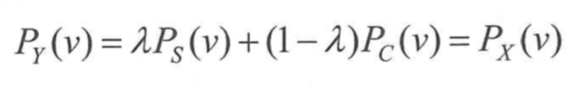 P_Y(v) = λP_S(v) + (1 − λ)P_C(v) = P_X(v)